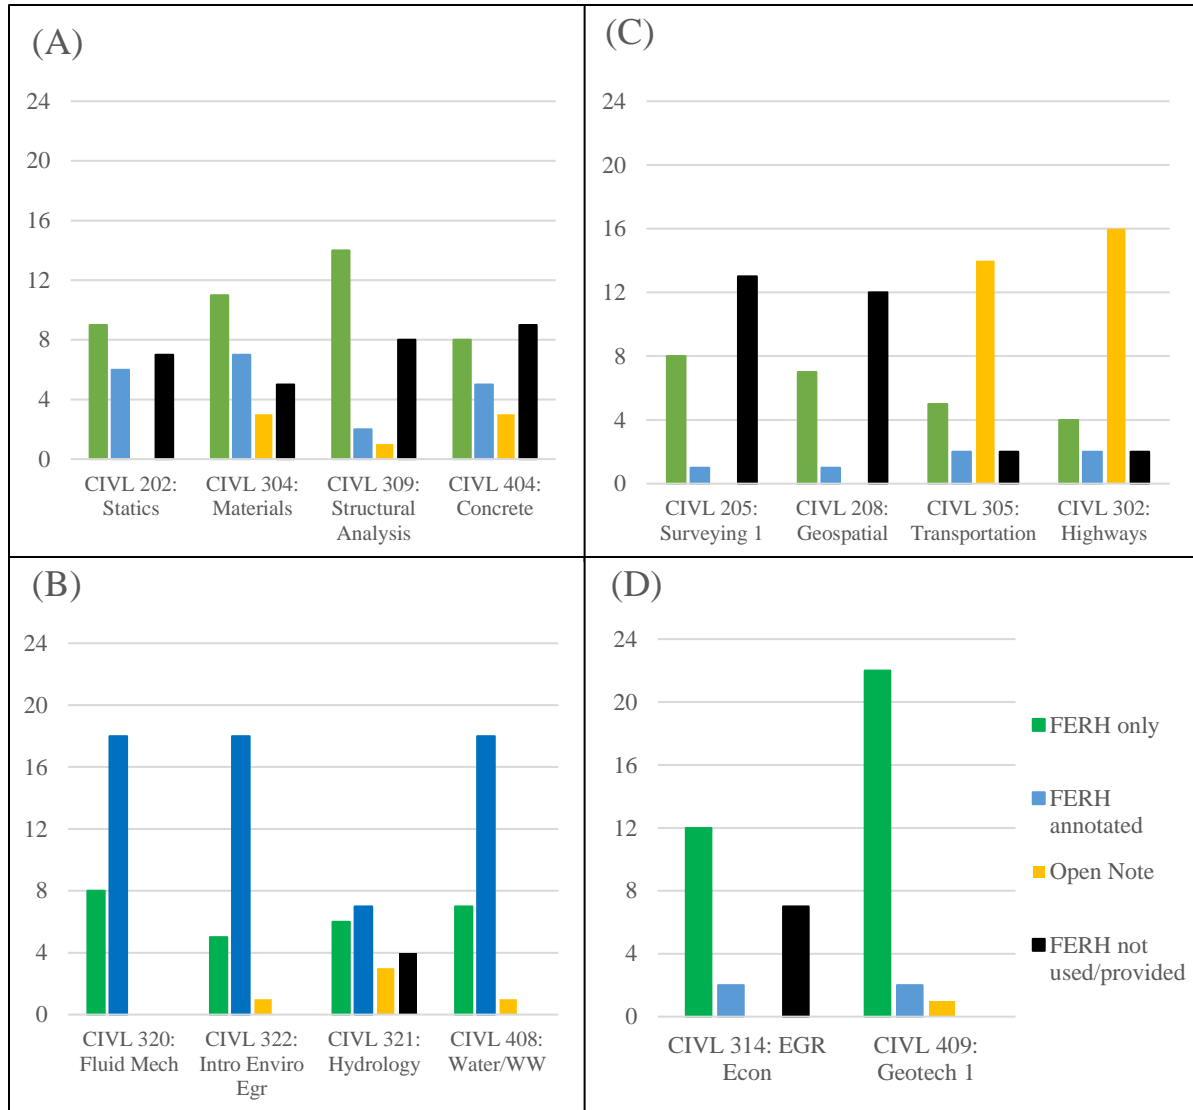 (A)
24
20
16
12
8
4
0
CIVL 202:
Statics
CIVL 304:
Materials
CIVL 309:
Structural
Analysis
CIVL 404:
Concrete
(C)
24
20
16
12
8
4
0
CIVL 205:
Surveying 1
CIVL 208:
Geospatial
CIVL 305:
Transportation
CIVL 302:
Highways
(B)
24
20
16
12
8
4
0
CIVL 320:
Fluid Mech
CIVL 322:
Intro Enviro
Egr
CIVL 321:
Hydrology
CIVL 408:
Water/WW
(D)
24
20
16
12
8
4
0
CIVL 314: EGR
Econ
CIVL 409:
Geotech 1
FERH only
FERH
annotated
Open Note
FERH not
used/provided